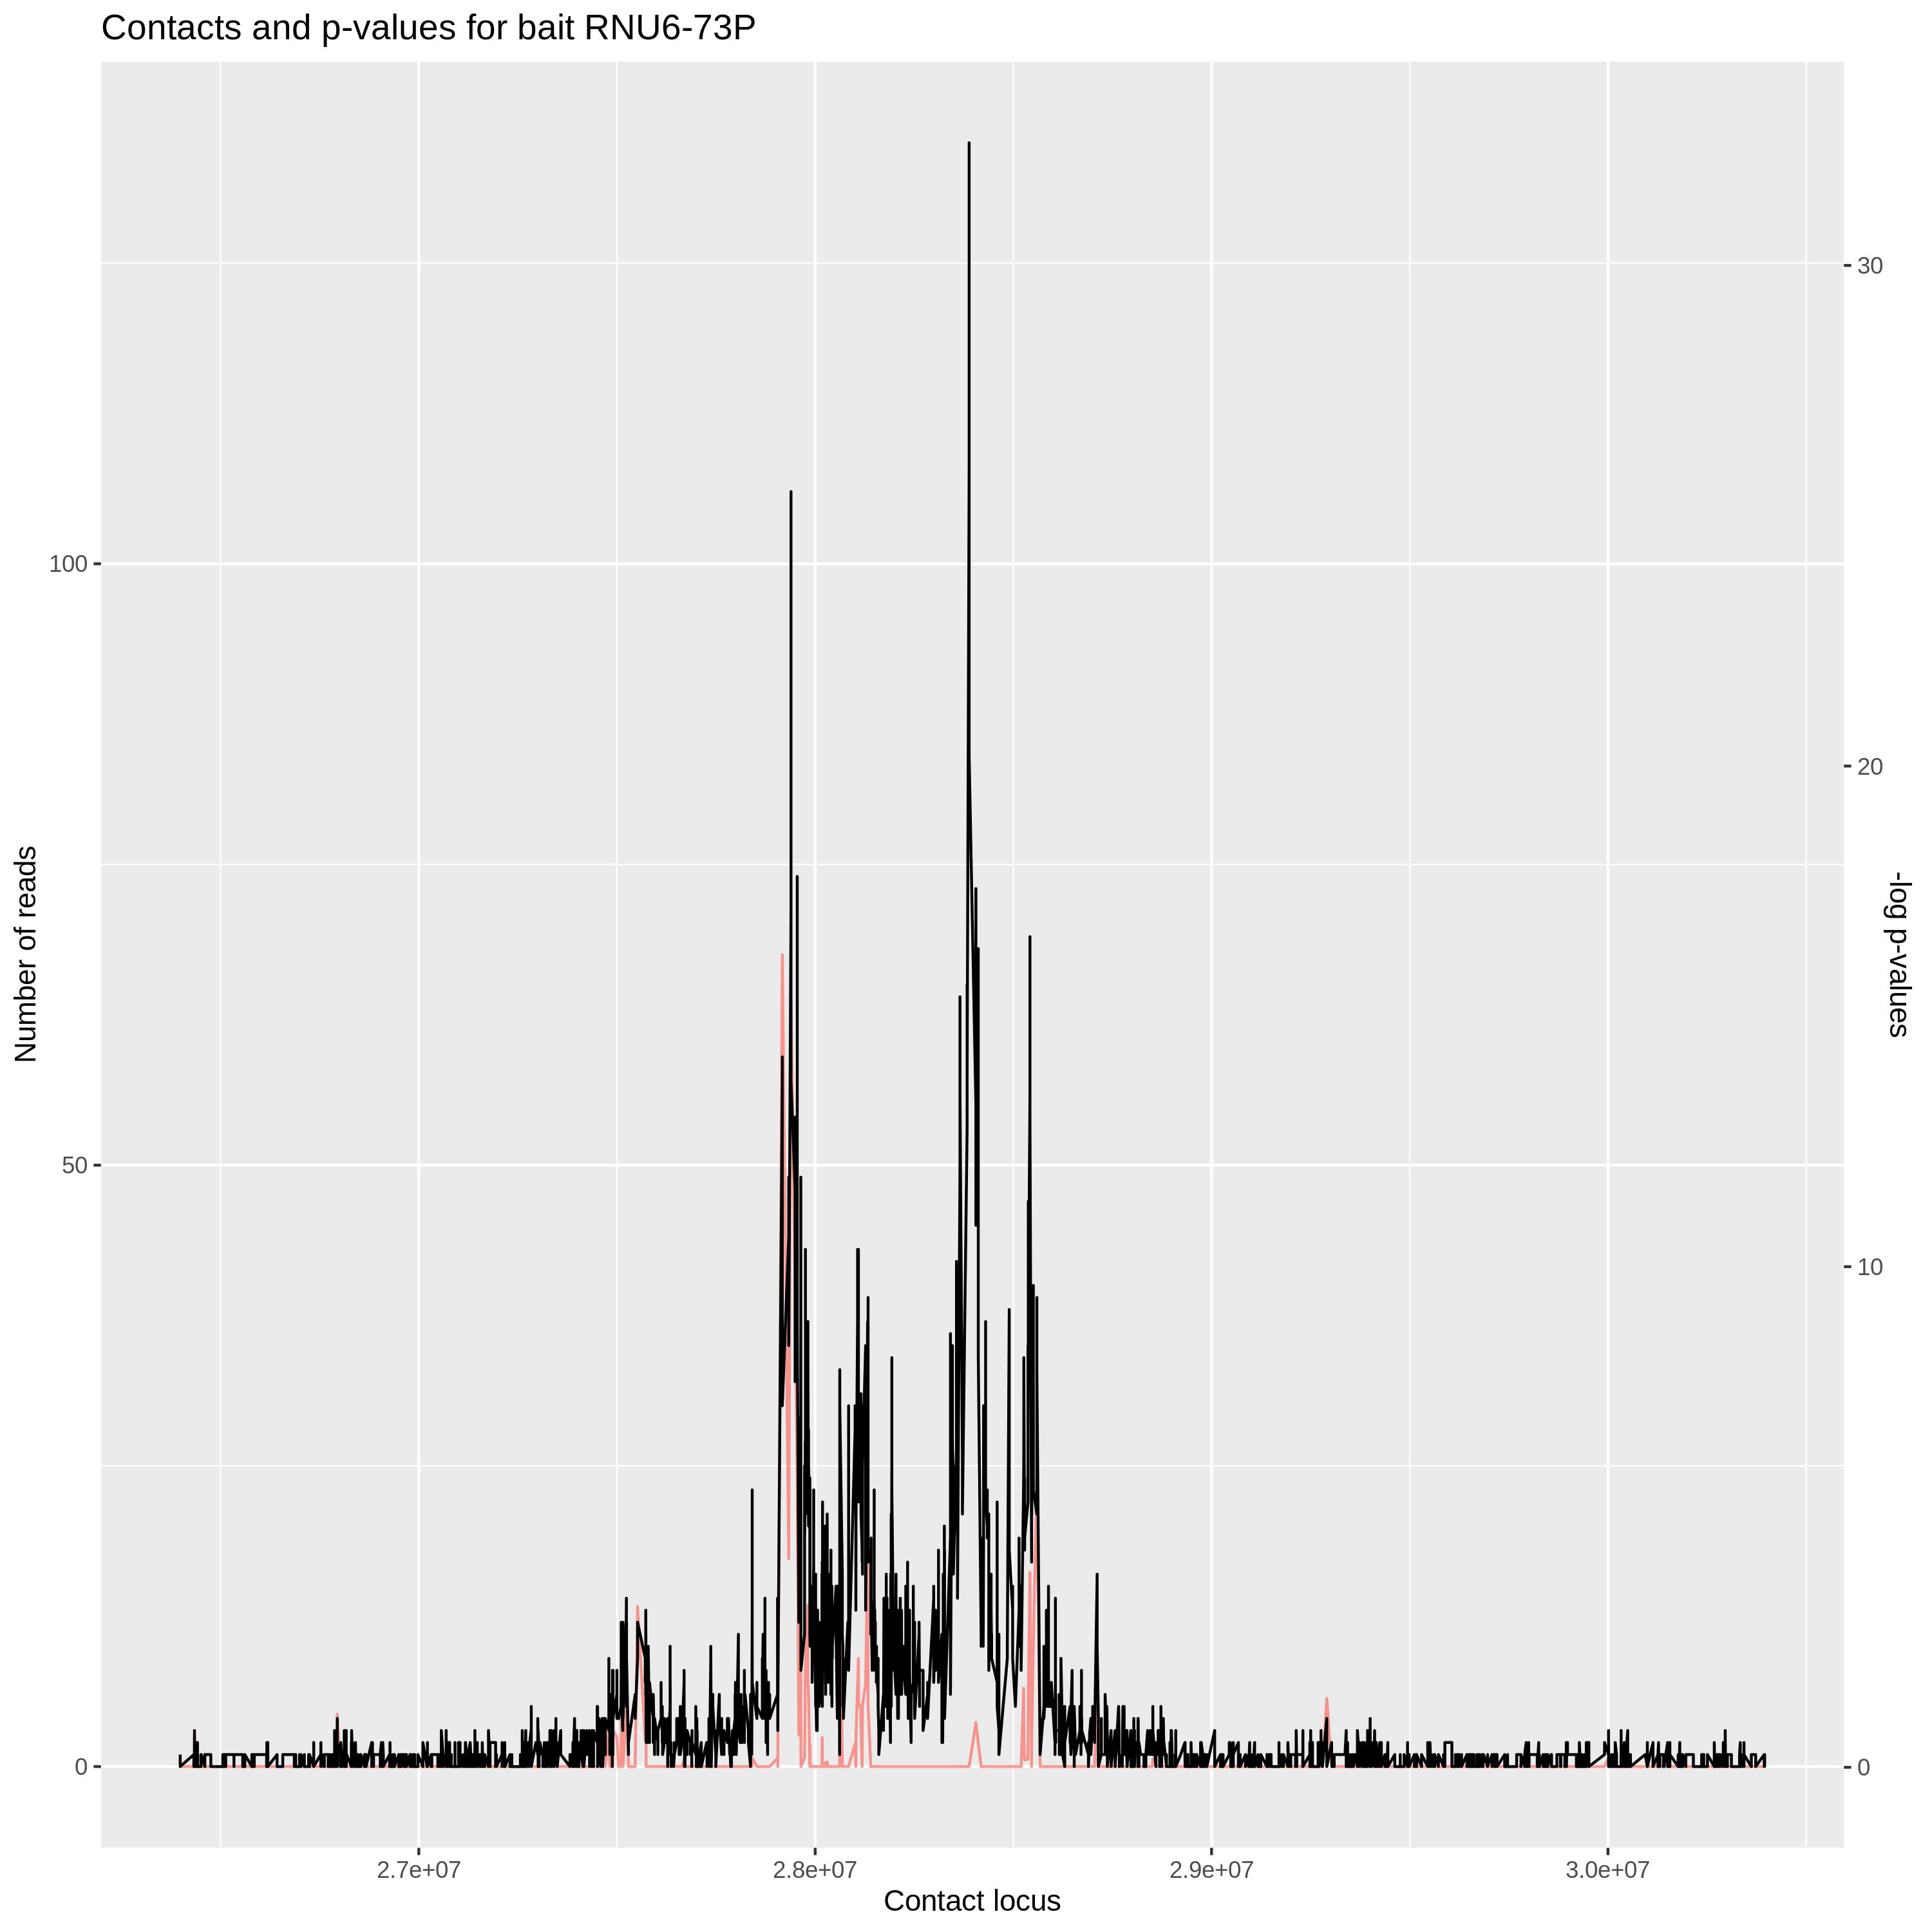 Contacts and p-values for bait RNU6-73P
Number of reads
100
50
0
30
20
10
0
-log p-values
2.7e+07
2.8e+07
2.9e+07
3.0e+07
Contact locus